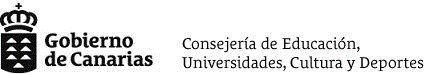 Gobierno
de Canarias
Consejería de Educación,
Universidades, Cultura y Deportes